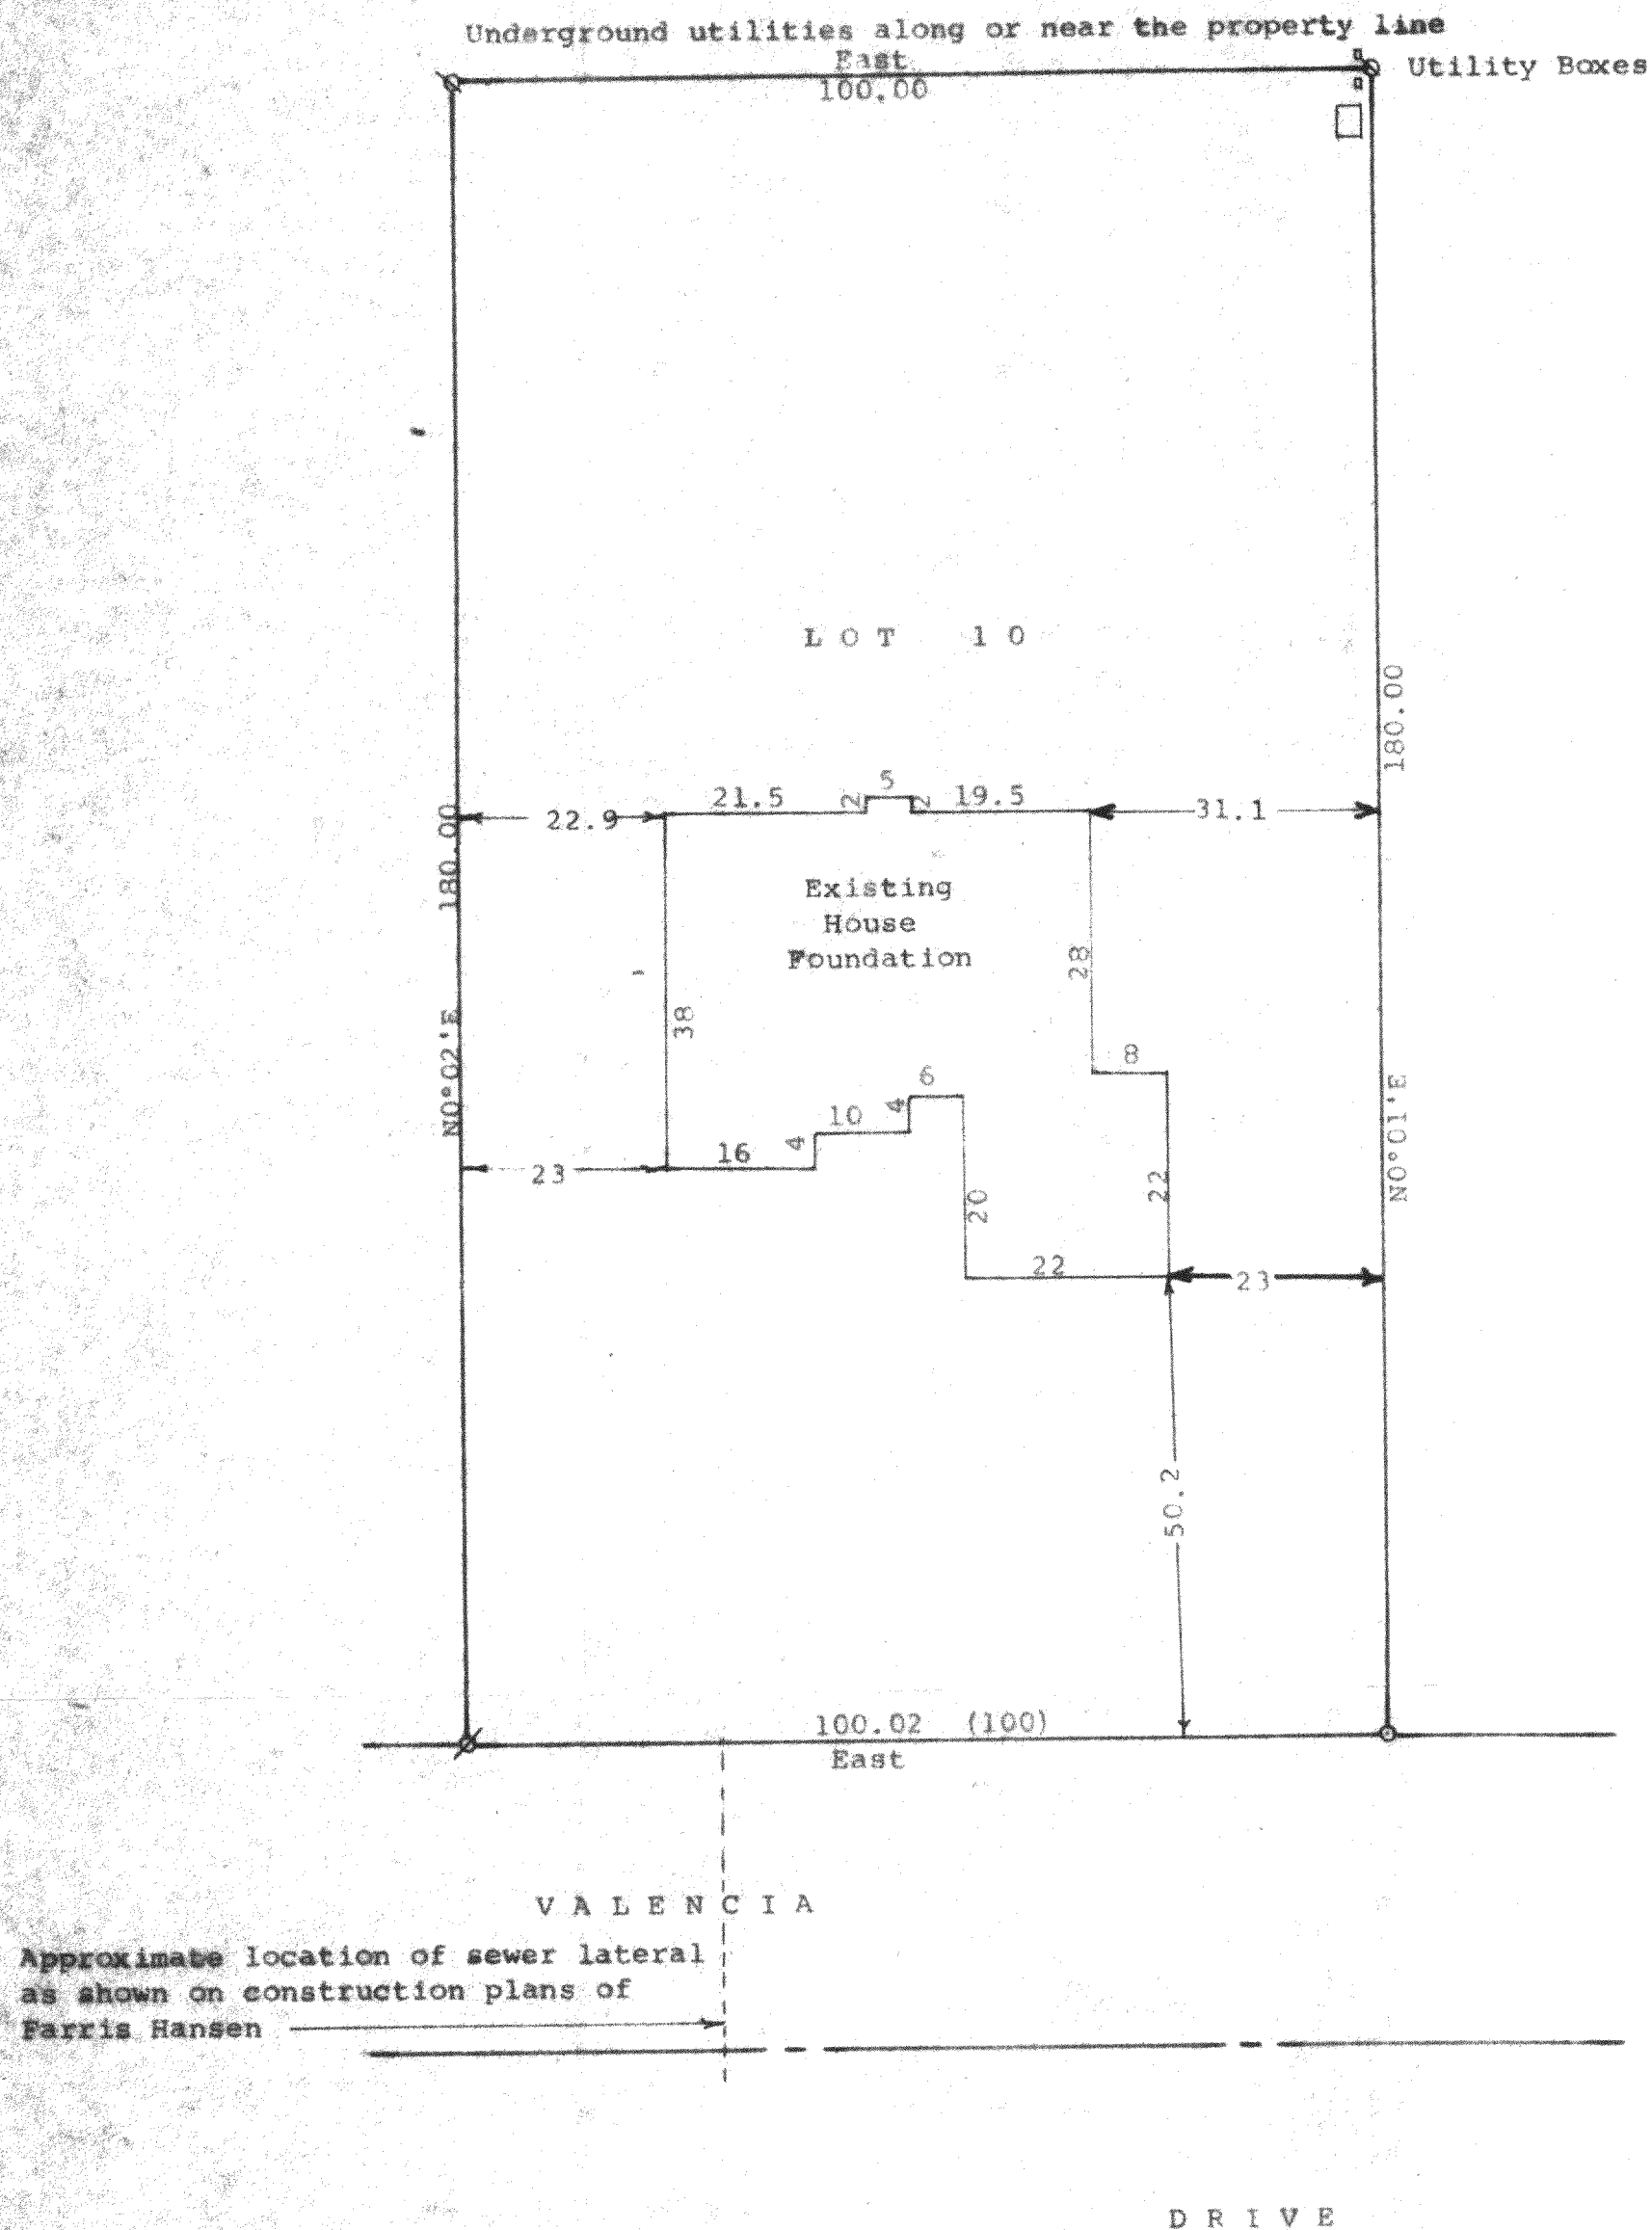 Underground utilities along or near the property line
East
100.00
Utility Boxes
LOT 10
180.00
21.5
2
5
2
19.5
22.9
31.1
180.00
Existing
House
Foundation
28
38
N0°02'E
8
6
4
10
4
16
23
N0°01'E
22
20
22
23
50.2
100.02 (100)
East
VALENCIA
Approximate location of sewer lateral
as shown on construction plans of
Farris Hansen
DRIVE